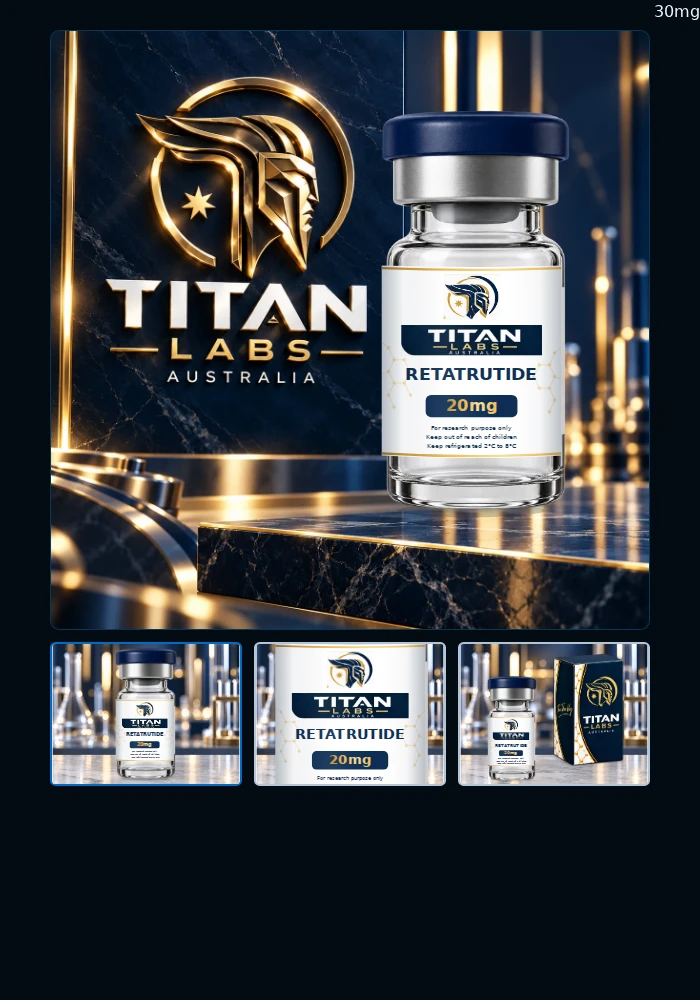 30mg
TITAN
LABS
AUSTRALIA
TITAN
LABS
AUSTRALIA
RETATRUTIDE
20mg
For research purpose only
Keep out of reach of children
Keep refrigerated 2°C to 8°C
TITAN
LABS
RETATRUTIDE
20mg
TITAN
LABS
AUSTRALIA
RETATRUTIDE
20mg
For research purpose only
TITAN
LABS
RETATRUTIDE
20mg
TITAN
LABS
AUSTRALIA